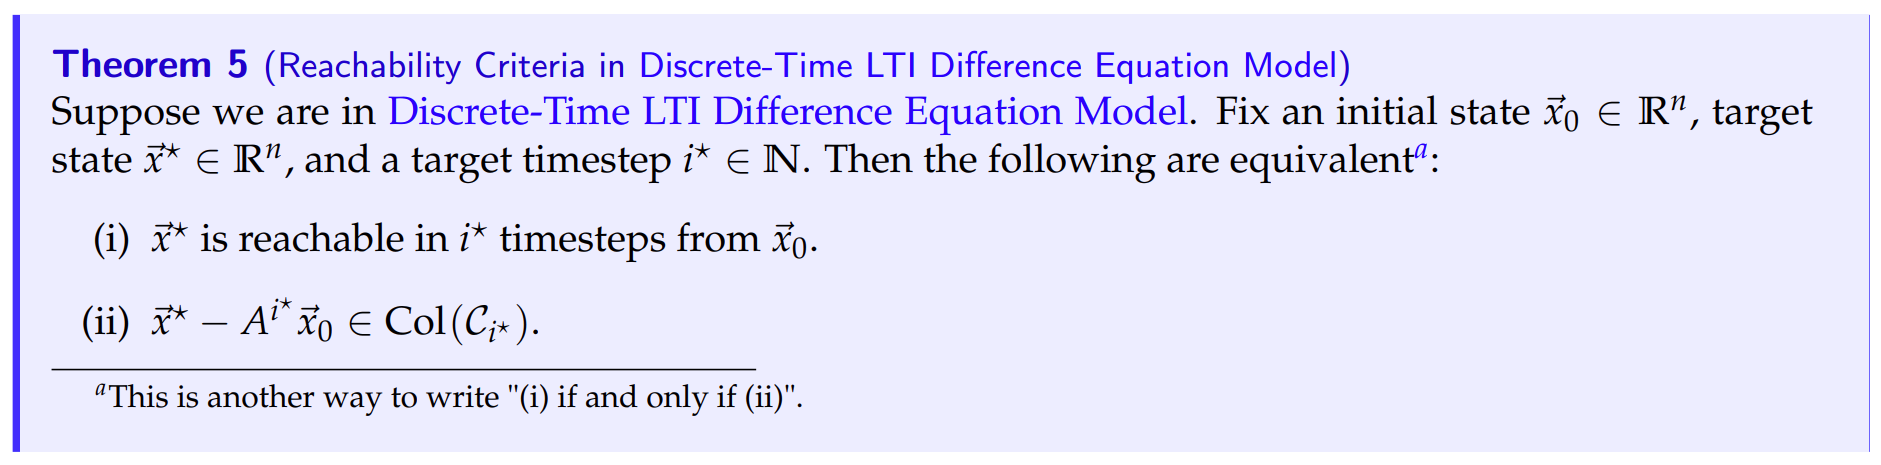 Theorem 5 (Reachability Criteria in Discrete-Time LTI Difference Equation Model)
Suppose we are in Discrete-Time LTI Difference Equation Model. Fix an initial state $\vec{x}_0 \in \mathbb{R}^n$, target
state $\vec{x}^\star \in \mathbb{R}^n$, and a target timestep $i^\star \in \mathbb{N}$. Then the following are equivalent$^a$:
(i) $\vec{x}^\star$ is reachable in $i^\star$ timesteps from $\vec{x}_0$.
(ii) $\vec{x}^\star - A^{i^\star}\vec{x}_0 \in \mathrm{Col}(\mathcal{C}_{i^\star})$.
$^a$This is another way to write "(i) if and only if (ii)".